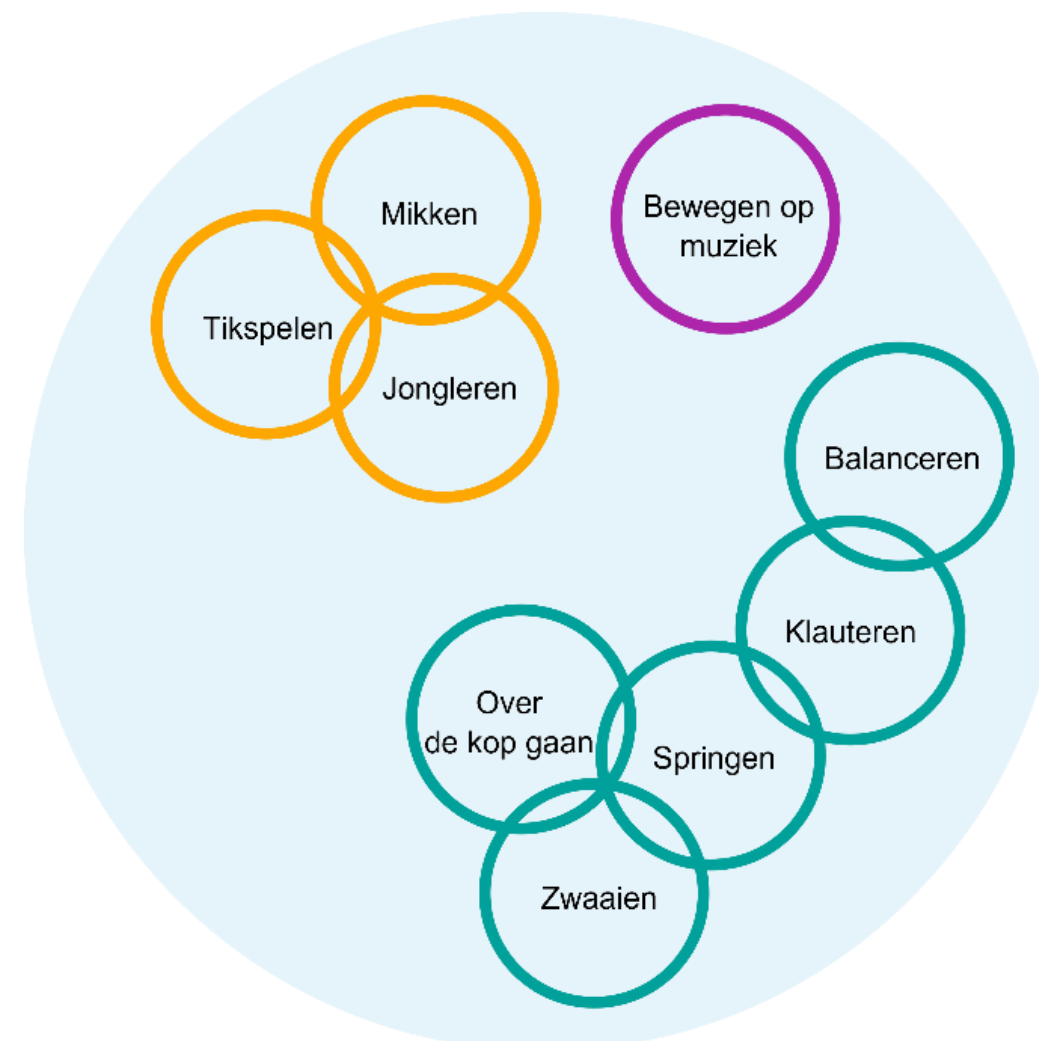 Mikken
Bewegen op
muziek
Tikspelen
Jongleren
Balanceren
Klauteren
Over
de kop gaan
Springen
Zwaaien